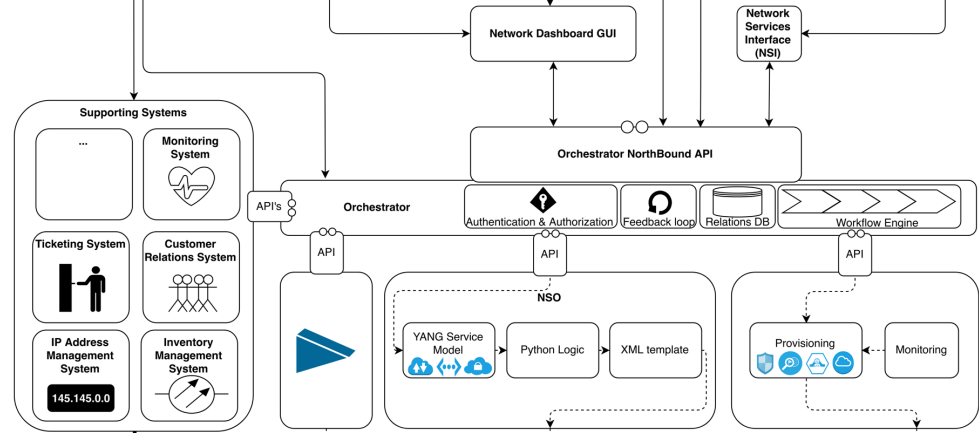 Network Dashboard GUI
Network
Services
Interface
(NSI)
Supporting Systems
...
Monitoring
System
Orchestrator NorthBound API
API's
Orchestrator
Authentication & Authorization
Feedback loop
Relations DB
Workflow Engine
Ticketing System
Customer
Relations System
API
API
API
NSO
IP Address
Management
System
145.145.0.0
Inventory
Management
System
YANG Service
Model
Python Logic
XML template
Provisioning
Monitoring